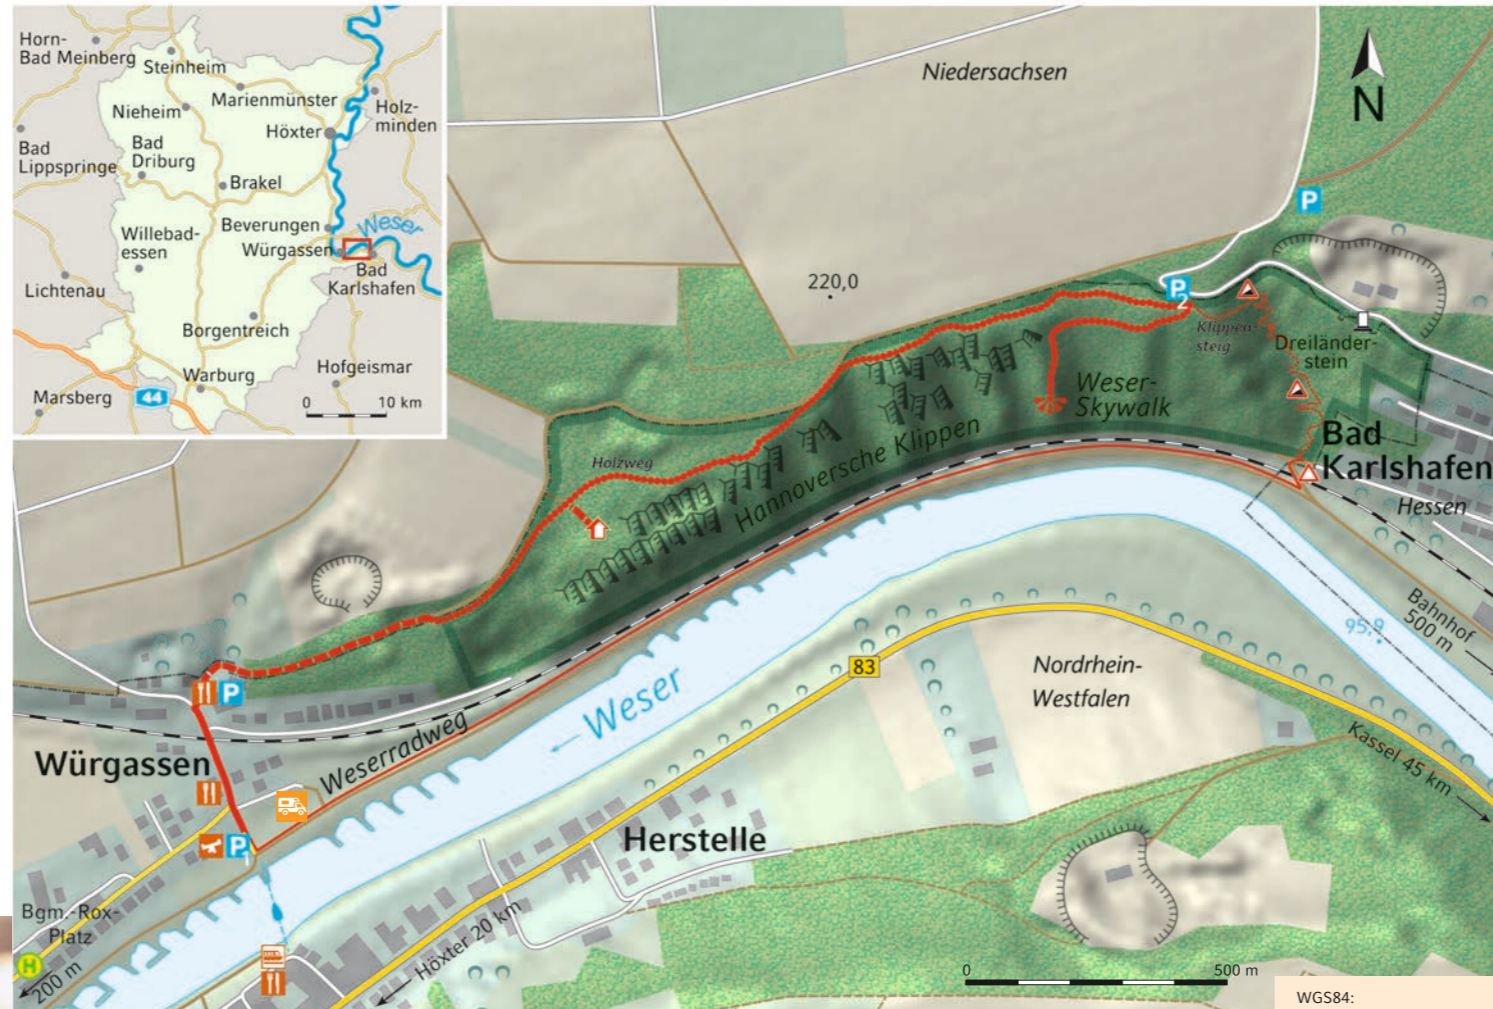 Horn-
Bad Meinberg
Steinheim
Nieheim
Marienmünster
Holz-
minden
Höxter
Bad
Lippspringe
Bad
Driburg
Brakel
Beverungen
Weser
Willebad-
essen
Würgassen
Bad
Karlshafen
Lichtenau
Borgentreich
Warburg
Hofgeismar
Marsberg
44
0 10 km
Niedersachsen
N
P
220,0
P
2
Klippen-
steig
Dreiländer-
stein
Weser-
Skywalk
Hannoversche Klippen
Holzweg
Bad
Karlshafen
Hessen
Bahnhof
500 m
95,9
P
83
Nordrhein-
Westfalen
Weser
Weserradweg
Würgassen
Kassel 45 km
P
1
Herstelle
Bgm.-Rox-
Platz
H
200 m
Höxter 20 km
0 500 m
WGS84: